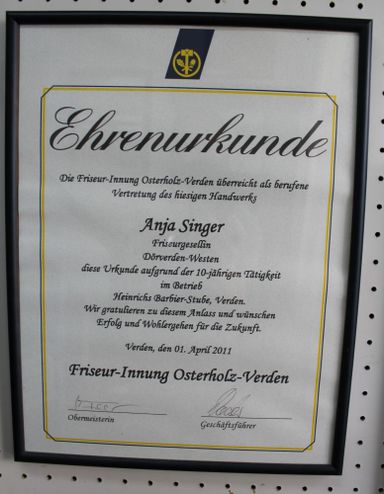 Ehrenurkunde
Die Friseur-Innung Osterholz-Verden überreicht als berufene
Vertretung des hiesigen Handwerks
Anja Singer
Friseurgesellin
Dörverden-Westen
diese Urkunde aufgrund der 10-jährigen Tätigkeit
im Betrieb
Heinrichs Barbier-Stube, Verden.
Wir gratulieren zu diesem Anlass und wünschen
Erfolg und Wohlergehen für die Zukunft.
Verden, den 01. April 2011
Friseur-Innung Osterholz-Verden
Obermeisterin Geschäftsführer